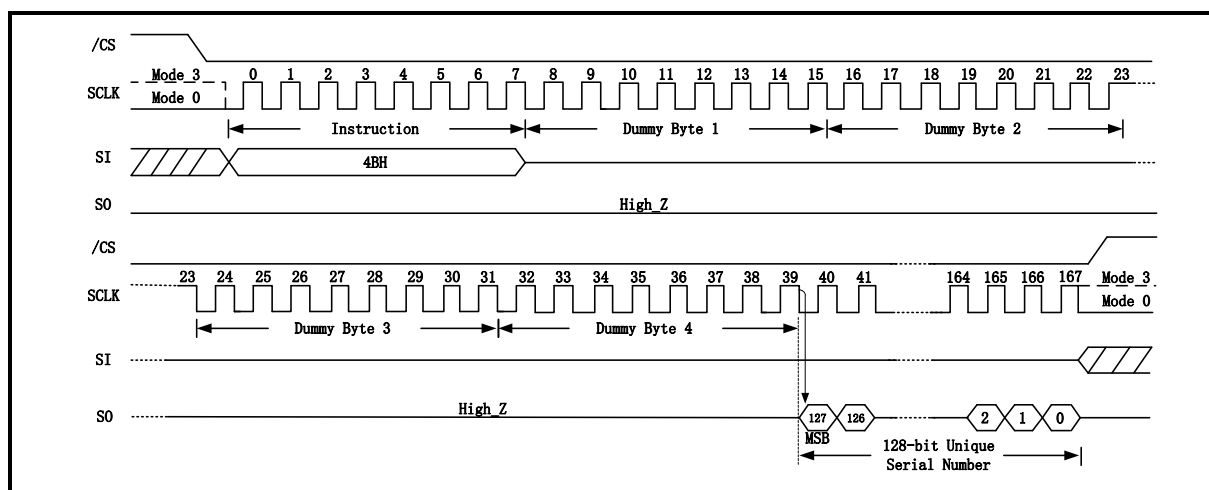 /CS
Mode 3 0 1 2 3 4 5 6 7 8 9 10 11 12 13 14 15 16 17 18 19 20 21 22 23
SCLK
Mode 0
Instruction Dummy Byte 1 Dummy Byte 2
SI
4BH
SO
High_Z
/CS
23 24 25 26 27 28 29 30 31 32 33 34 35 36 37 38 39 40 41 164 165 166 167 Mode 3
SCLK
Mode 0
Dummy Byte 3 Dummy Byte 4
SI
SO
High_Z
127 126 2 1 0
MSB
128-bit Unique
Serial Number